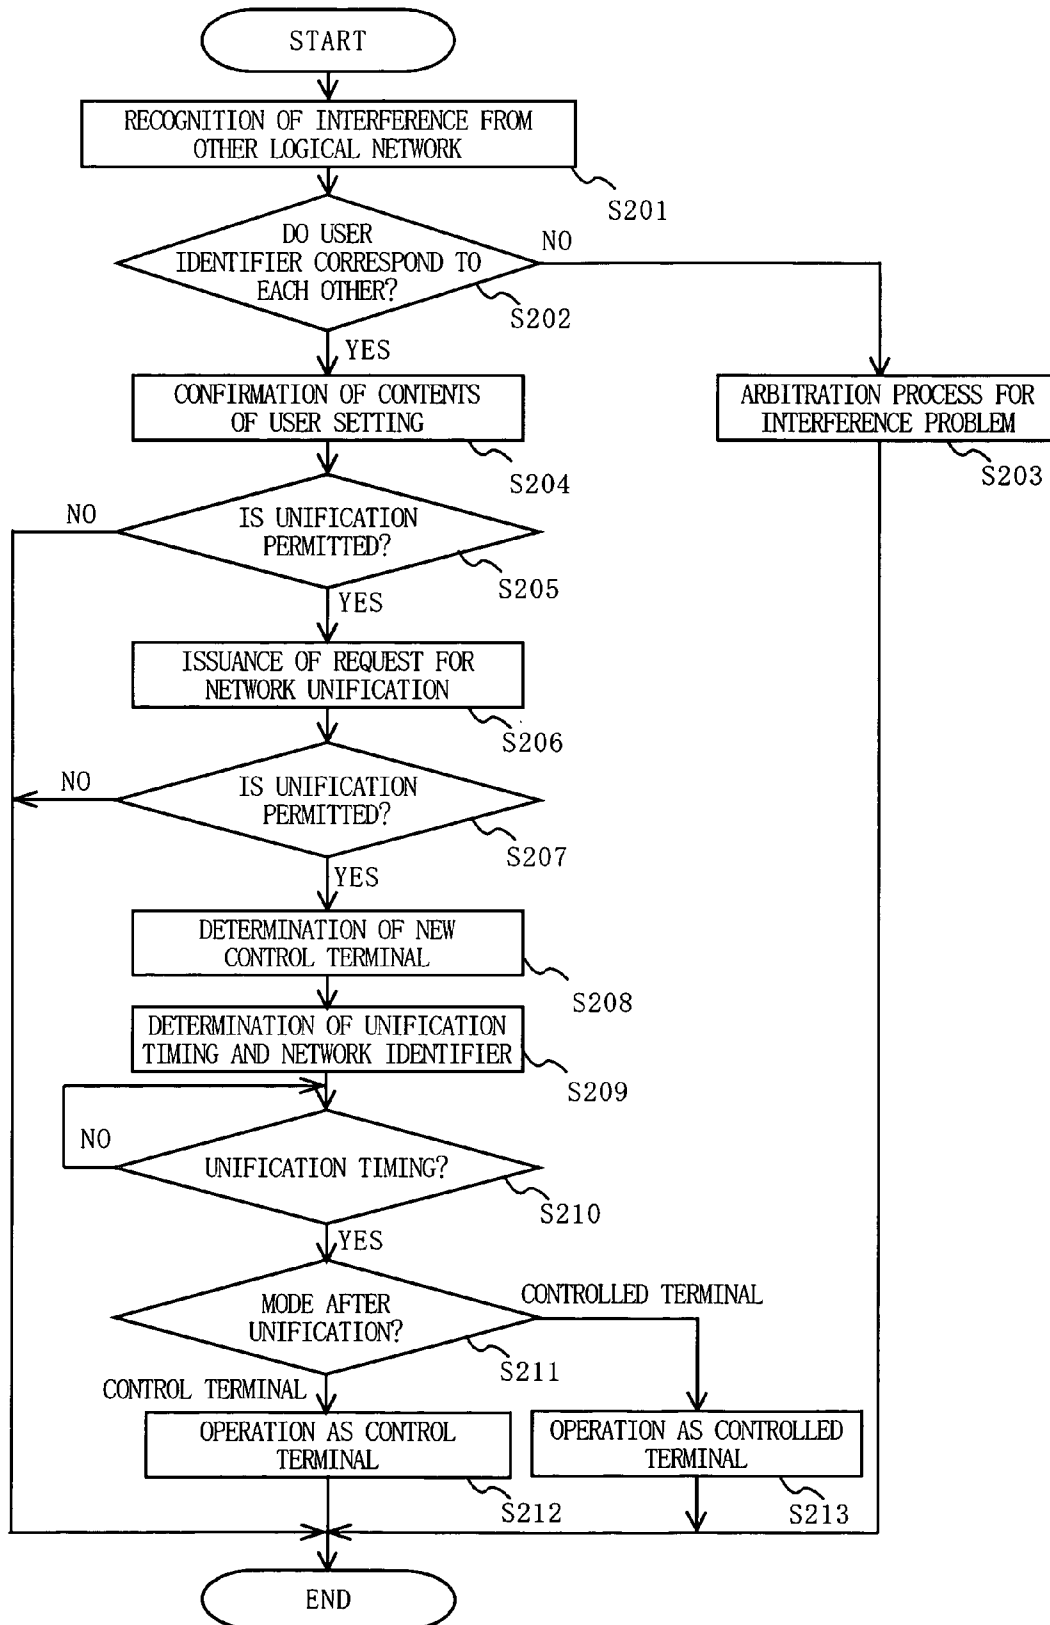 START
RECOGNITION OF INTERFERENCE FROM
OTHER LOGICAL NETWORK
S201
DO USER
IDENTIFIER CORRESPOND TO
EACH OTHER?
NO
S202
YES
CONFIRMATION OF CONTENTS
OF USER SETTING
S204
ARBITRATION PROCESS FOR
INTERFERENCE PROBLEM
S203
NO
IS UNIFICATION
PERMITTED?
S205
YES
ISSUANCE OF REQUEST FOR
NETWORK UNIFICATION
S206
NO
IS UNIFICATION
PERMITTED?
S207
YES
DETERMINATION OF NEW
CONTROL TERMINAL
S208
DETERMINATION OF UNIFICATION
TIMING AND NETWORK IDENTIFIER
S209
NO
UNIFICATION TIMING?
S210
YES
MODE AFTER
UNIFICATION?
CONTROLLED TERMINAL
S211
CONTROL TERMINAL
OPERATION AS CONTROL
TERMINAL
S212
OPERATION AS CONTROLLED
TERMINAL
S213
END